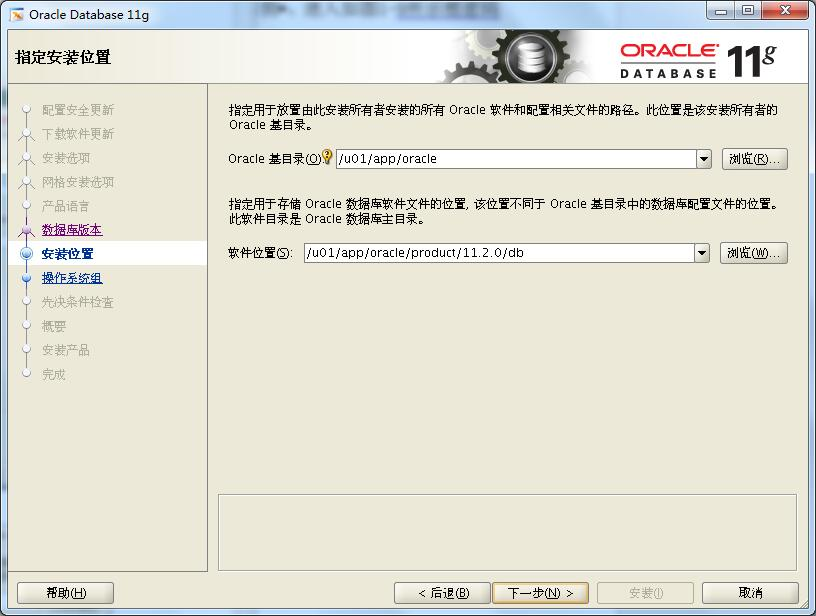 Oracle Database 11g
指定安装位置
ORACLE
DATABASE
11g
配置安全更新
下载软件更新
安装选项
网格安装选项
产品语言
数据库版本
安装位置
操作系统组
先决条件检查
概要
安装产品
完成
指定用于放置由此安装所有者安装的所有 Oracle 软件和配置相关文件的路径。此位置是该安装所有者的
Oracle 基目录。
Oracle 基目录(O): /u01/app/oracle 浏览(R)...
指定用于存储 Oracle 数据库软件文件的位置, 该位置不同于 Oracle 基目录中的数据库配置文件的位置。
此软件目录是 Oracle 数据库主目录。
软件位置(S): /u01/app/oracle/product/11.2.0/db 浏览(W)...
帮助(H) < 后退(B) 下一步(N) > 安装(I) 取消